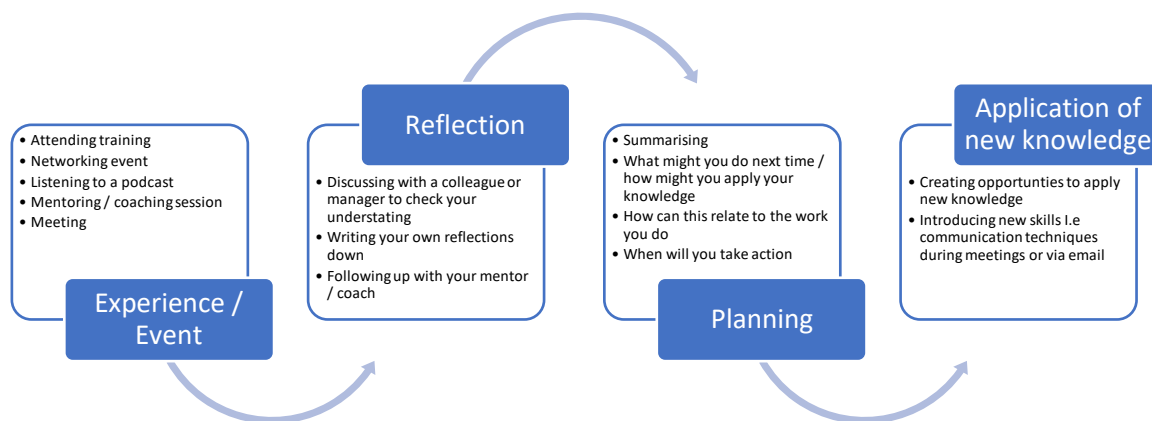 • Attending training
• Networking event
• Listening to a podcast
• Mentoring / coaching session
• Meeting
Experience /
Event
Reflection
• Discussing with a colleague or
manager to check your
understating
• Writing your own reflections
down
• Following up with your mentor
/ coach
• Summarising
• What might you do next time /
how might you apply your
knowledge
• How can this relate to the work
you do
• When will you take action
Planning
Application of
new knowledge
• Creating opportunties to apply
new knowledge
• Introducing new skills I.e
communication techniques
during meetings or via email